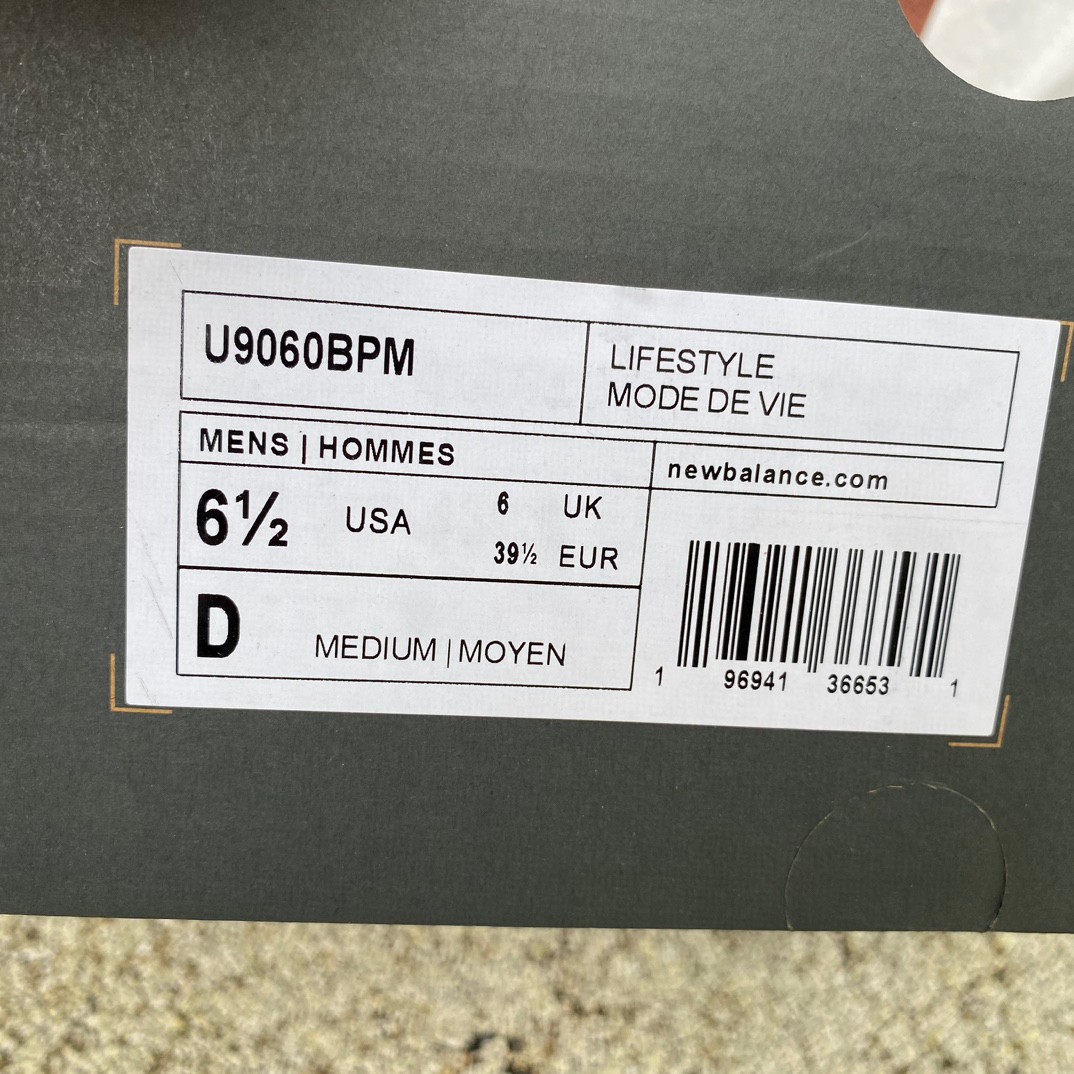 U9060BPM
LIFESTYLE
MODE DE VIE
MENS | HOMMES
newbalance.com
6½ USA 6 UK
39½ EUR
D MEDIUM | MOYEN
1 96941 36653 1